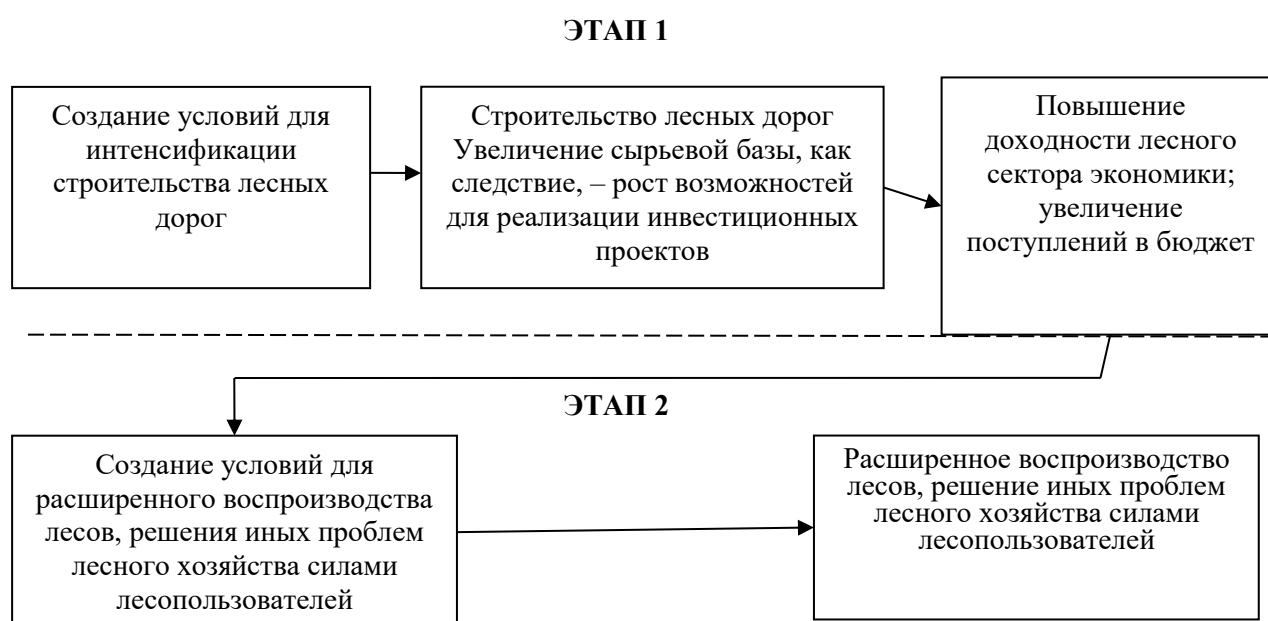 ЭТАП 1
Создание условий для
интенсификации
строительства лесных
дорог
Строительство лесных дорог
Увеличение сырьевой базы, как
следствие, – рост возможностей
для реализации инвестиционных
проектов
Повышение
доходности лесного
сектора экономики;
увеличение
поступлений в бюджет
ЭТАП 2
Создание условий для
расширенного воспроизводства
лесов, решения иных проблем
лесного хозяйства силами
лесопользователей
Расширенное воспроизводство
лесов, решение иных проблем
лесного хозяйства силами
лесопользователей